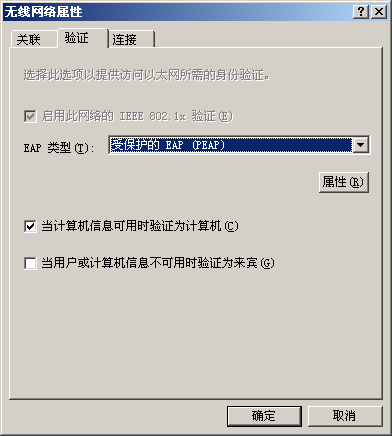 无线网络属性
关联
验证
连接
选择此选项以提供访问以太网所需的身份验证。
启用此网络的 IEEE 802.1x 验证(E)
EAP 类型(T):
受保护的 EAP (PEAP)
属性(R)
当计算机信息可用时验证为计算机(C)
当用户或计算机信息不可用时验证为来宾(G)
确定
取消